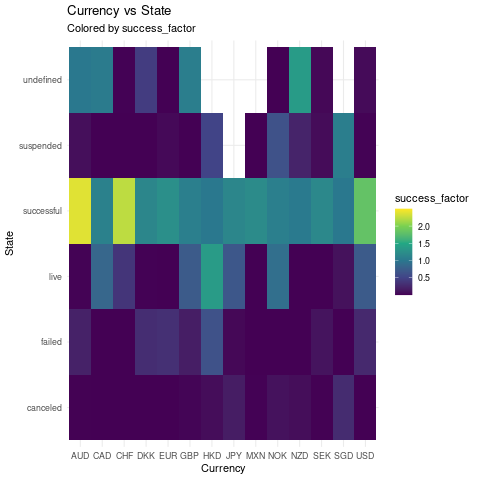 Currency vs State
Colored by success_factor
undefined
suspended
successful
live
failed
canceled
State
AUD CAD CHF DKK EUR GBP HKD JPY MXN NOK NZD SEK SGD USD
Currency
success_factor
2.0
1.5
1.0
0.5